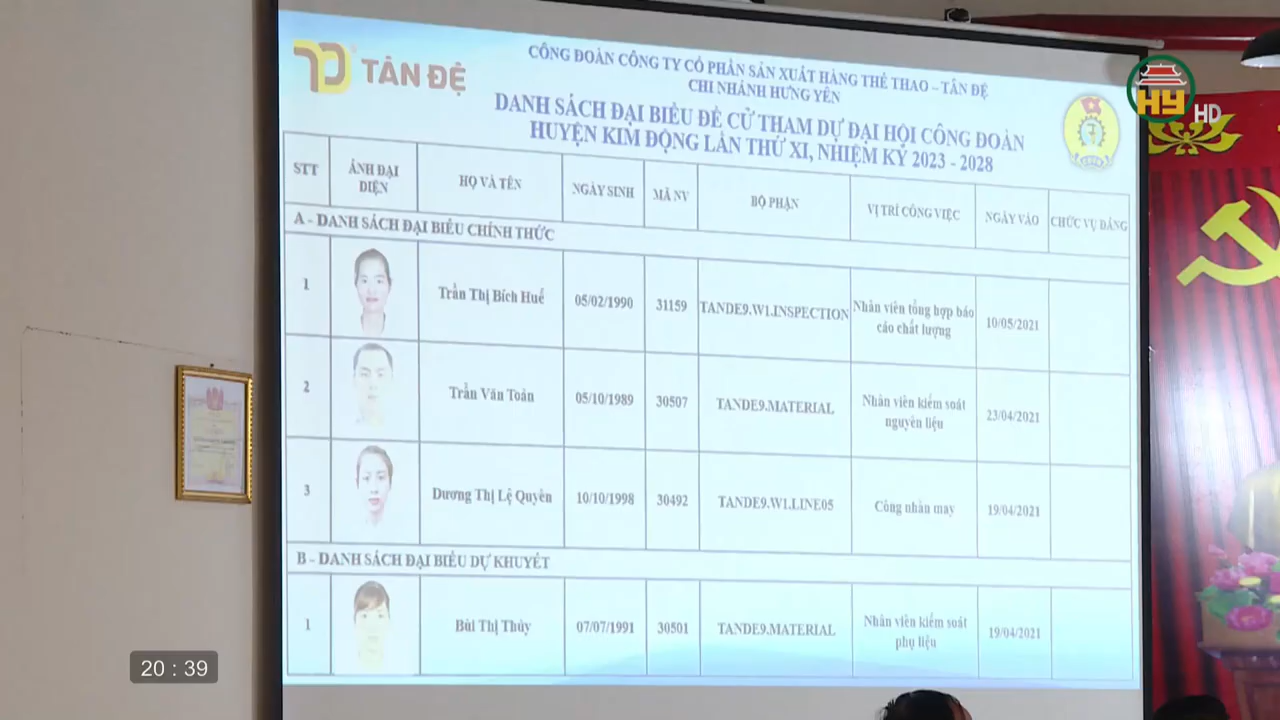 TÂN ĐỆ
CÔNG ĐOÀN CÔNG TY CỔ PHẦN SẢN XUẤT HÀNG THỂ THAO – TÂN ĐỆ
CHI NHÁNH HƯNG YÊN
DANH SÁCH ĐẠI BIỂU ĐỀ CỬ THAM DỰ ĐẠI HỘI CÔNG ĐOÀN
HUYỆN KIM ĐỘNG LẦN THỨ XI, NHIỆM KỲ 2023 - 2028
HY HD
STT ẢNH ĐẠI DIỆN HỌ VÀ TÊN NGÀY SINH MÃ NV BỘ PHẬN VỊ TRÍ CÔNG VIỆC NGÀY VÀO CHỨC VỤ ĐẢNG
A - DANH SÁCH ĐẠI BIỂU CHÍNH THỨC
1 Trần Thị Bích Huế 05/02/1990 31159 TANDE9.W1.INSPECTION Nhân viên tổng hợp báo cáo chất lượng 10/05/2021
2 Trần Văn Toản 05/10/1989 30507 TANDE9.MATERIAL Nhân viên kiểm soát nguyên liệu 23/04/2021
3 Dương Thị Lệ Quyên 10/10/1998 30492 TANDE9.W1.LINE05 Công nhân may 19/04/2021
B - DANH SÁCH ĐẠI BIỂU DỰ KHUYẾT
1 Bùi Thị Thúy 07/07/1991 30501 TANDE9.MATERIAL Nhân viên kiểm soát phụ liệu 19/04/2021
20 : 39